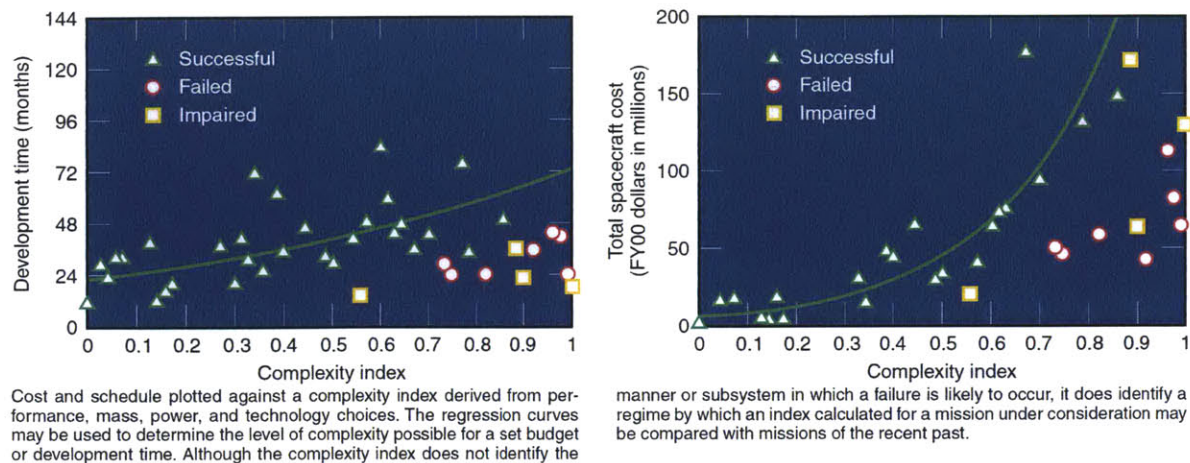 144
120
96
72
48
24
0
Development time (months)
Successful
Failed
Impaired
0 0.1 0.2 0.3 0.4 0.5 0.6 0.7 0.8 0.9 1
Complexity index
200
150
100
50
0
Total spacecraft cost
(FY00 dollars in millions)
Successful
Failed
Impaired
0 0.1 0.2 0.3 0.4 0.5 0.6 0.7 0.8 0.9 1
Complexity index
Cost and schedule plotted against a complexity index derived from per-
formance, mass, power, and technology choices. The regression curves
may be used to determine the level of complexity possible for a set budget
or development time. Although the complexity index does not identify the
manner or subsystem in which a failure is likely to occur, it does identify a
regime by which an index calculated for a mission under consideration may
be compared with missions of the recent past.